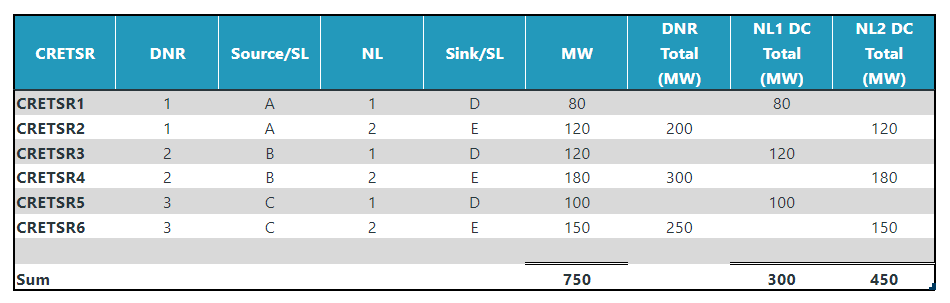 CRETSR DNR Source/SL NL Sink/SL MW DNR Total (MW) NL1 DC Total (MW) NL2 DC Total (MW)
CRETSR1 1 A 1 D 80 80
CRETSR2 1 A 2 E 120 200 120
CRETSR3 2 B 1 D 120 120
CRETSR4 2 B 2 E 180 300 180
CRETSR5 3 C 1 D 100 100
CRETSR6 3 C 2 E 150 250 150
Sum 750 300 450